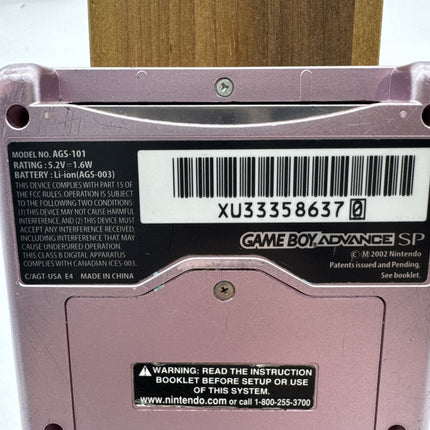 MODEL NO. AGS-101
RATING : 5.2V⎓1.6W
BATTERY : Li-ion(AGS-003)
THIS DEVICE COMPLIES WITH PART 15 OF
THE FCC RULES OPERATION IS SUBJECT
TO THE FOLLOWING TWO CONDITIONS:
(1) THIS DEVICE MAY NOT CAUSE HARMFUL
INTERFERENCE, AND (2) THIS DEVICE MUST
ACCEPT ANY INTERFERENCE RECEIVED,
INCLUDING INTERFERENCE THAT MAY
CAUSE UNDERSIRED OPERATION.
THIS CLASS B DIGITAL APPARATUS
COMPLIES WITH CANADIAN ICES-003.
C/AGT-USA E4 MADE IN CHINA
XU33358637 0
GAME BOY ADVANCE SP
© M 2002 Nintendo
Patents issued and Pending,
See booklet.
WARNING: READ THE INSTRUCTION
BOOKLET BEFORE SETUP OR USE
OF THIS SYSTEM.
www.nintendo.com or call 1-800-255-3700